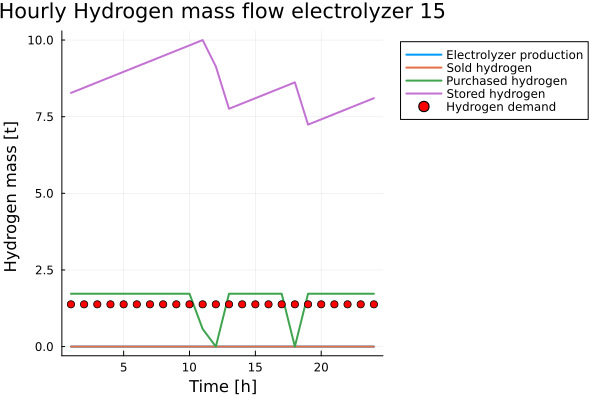 Hourly Hydrogen mass flow electrolyzer 15
Electrolyzer production
Sold hydrogen
Purchased hydrogen
Stored hydrogen
Hydrogen demand
Hydrogen mass [t]
10.0
7.5
5.0
2.5
0.0
5 10 15 20
Time [h]